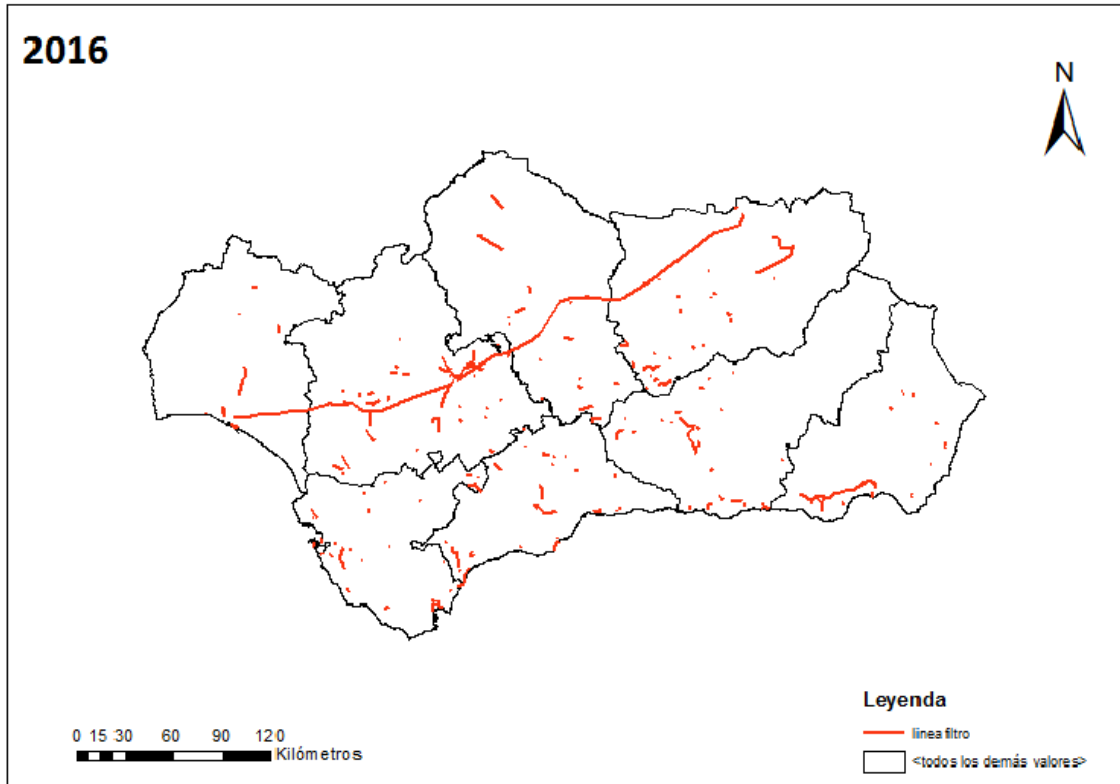 2016
N
Leyenda
linea filtro
<todos los demás valores>
0 15 30 60 90 120
Kilómetros